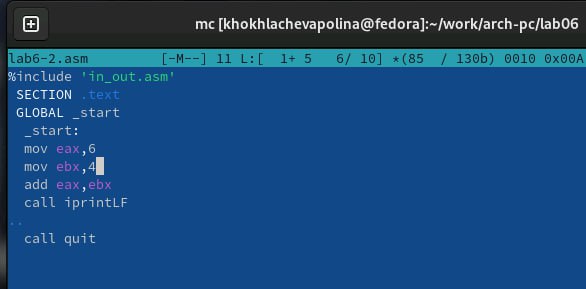 mc [khokhlachevapolina@fedora]:~/work/arch-pc/lab06
lab6-2.asm [-M--] 11 L:[ 1+ 5 6/ 10] *(85 / 130b) 0010 0x00A
%include 'in_out.asm'
SECTION .text
GLOBAL _start
_start:
mov eax,6
mov ebx,4
add eax,ebx
call iprintLF
..
call quit